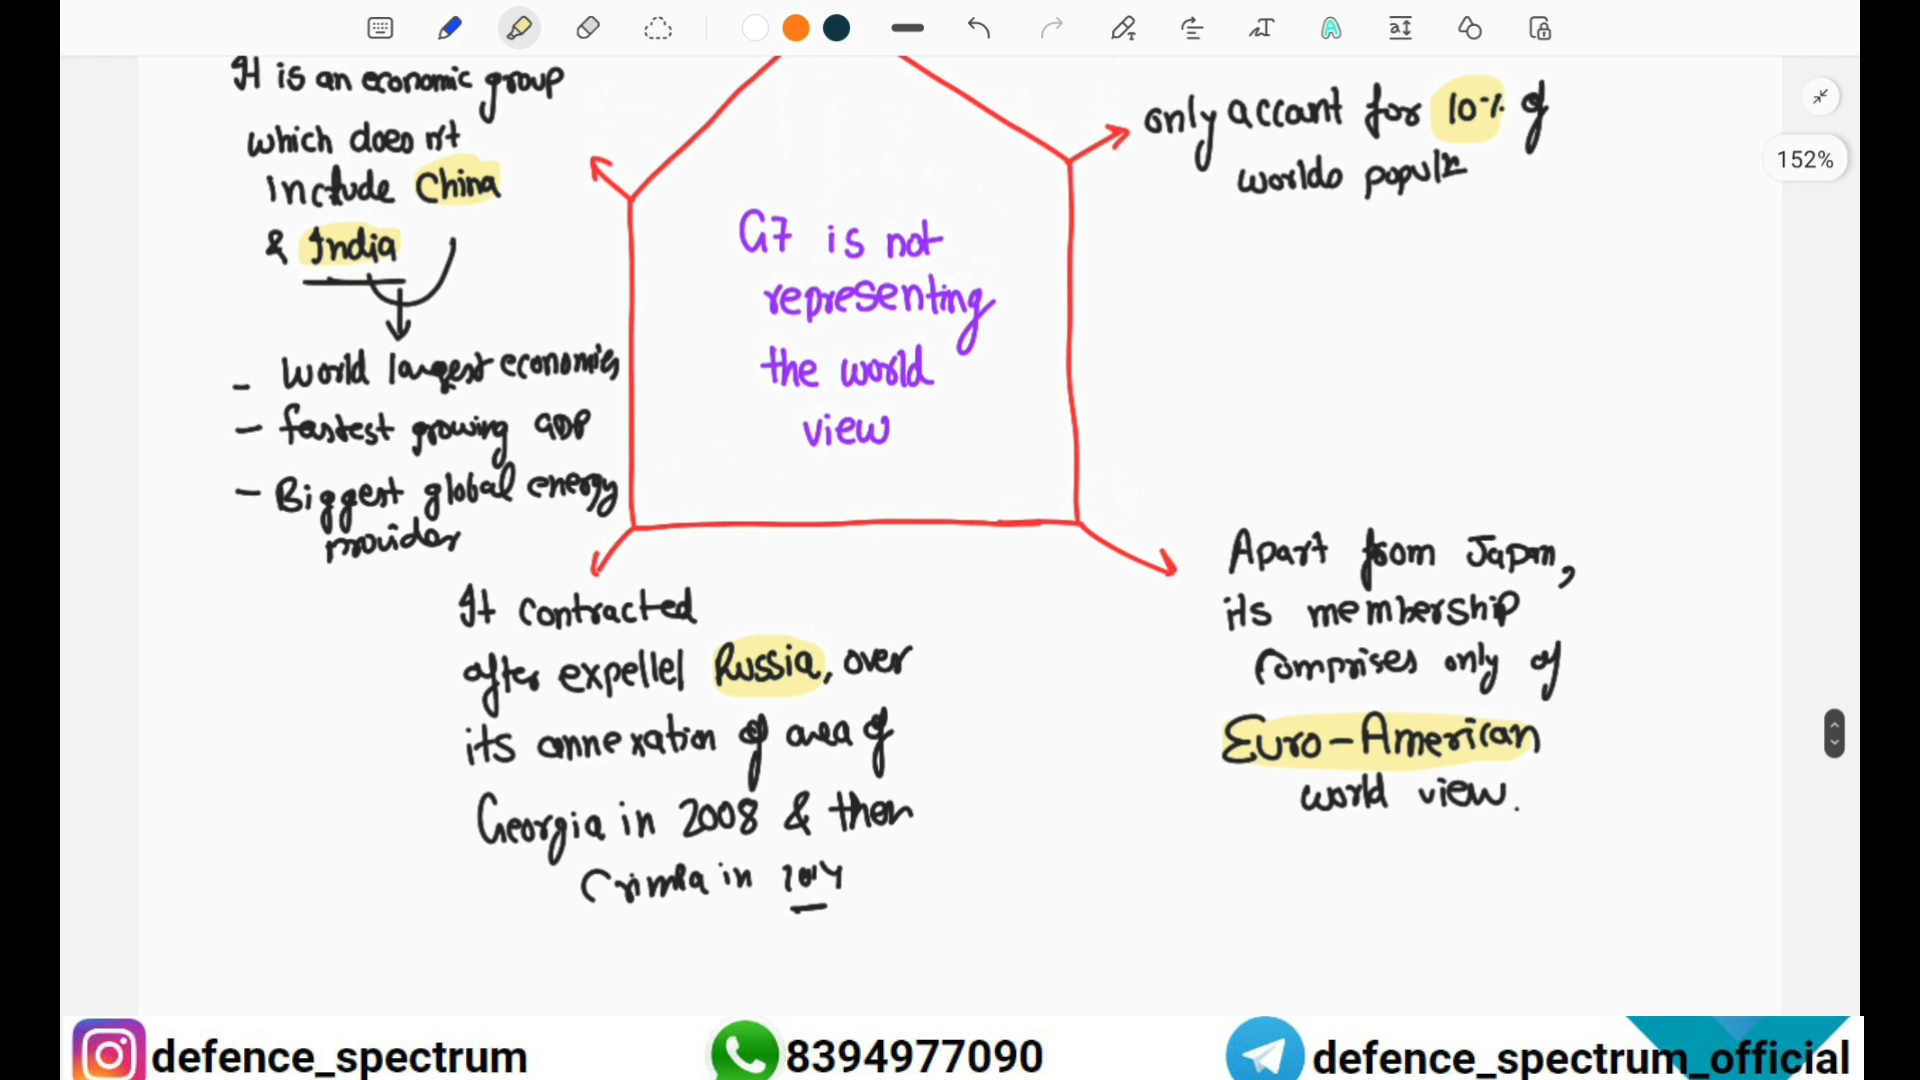 It is an economic group
which does n't
include China
& India
- World largest economies
- fastest growing GDP
- Biggest global energy
provider
G7 is not
representing
the world
view
only account for 10% of
worlds popul
It contracted
after expellel Russia, over
its annexation of area of
Georgia in 2008 & then
Crimea in 2014
Apart from Japan,
its membership
comprises only of
Euro-American
world view.
152%
defence_spectrum
8394977090
defence_spectrum_official